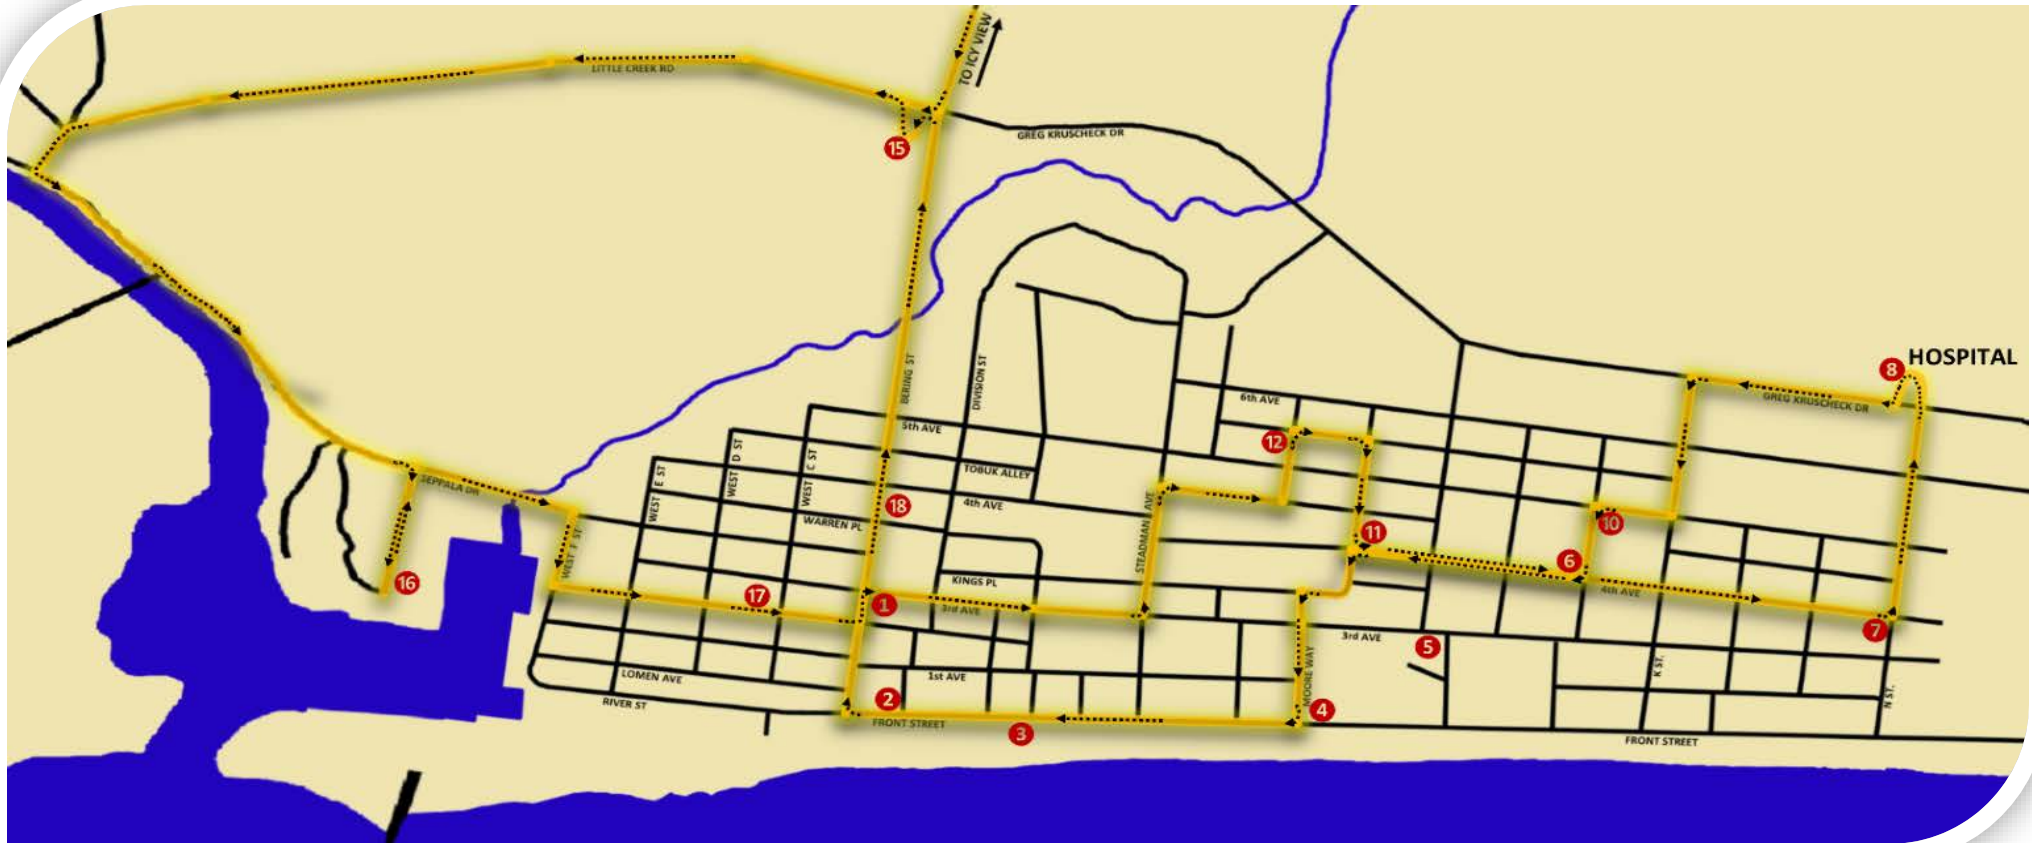 TO ICY VIEW
LITTLE CREEK RD
GREG KRUSCHECK DR
15
HOSPITAL
8
GREG KRUSCHECK DR
BERING ST
DIVISION ST
6th AVE
5th AVE
12
TOBUK ALLEY
WEST D ST
WEST C ST
WEST E ST
SEPPALA DR
4th AVE
18
WARREN PL
STEADMAN AVE
10
11
WEST F ST
16
KINGS PL
6
4th AVE
17
1
3rd AVE
7
3rd AVE
5
K ST.
LOMEN AVE
1st AVE
MOORE WAY
N ST.
RIVER ST
2
4
FRONT STREET
3
FRONT STREET